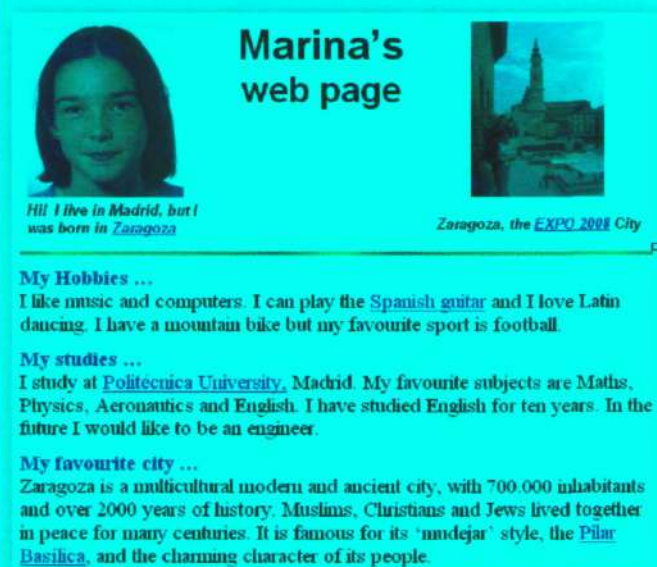 Marina's
web page
Hi! I live in Madrid, but I
was born in Zaragoza
Zaragoza, the EXPO 2008 City
My Hobbies ...
I like music and computers. I can play the Spanish guitar and I love Latin
dancing. I have a mountain bike but my favourite sport is football.
My studies ...
I study at Politécnica University, Madrid. My favourite subjects are Maths,
Physics, Aeronautics and English. I have studied English for ten years. In the
future I would like to be an engineer.
My favourite city ...
Zaragoza is a multicultural modern and ancient city, with 700.000 inhabitants
and over 2000 years of history. Muslims, Christians and Jews lived together
in peace for many centuries. It is famous for its 'mudejar' style, the Pilar
Basílica, and the charming character of its people.